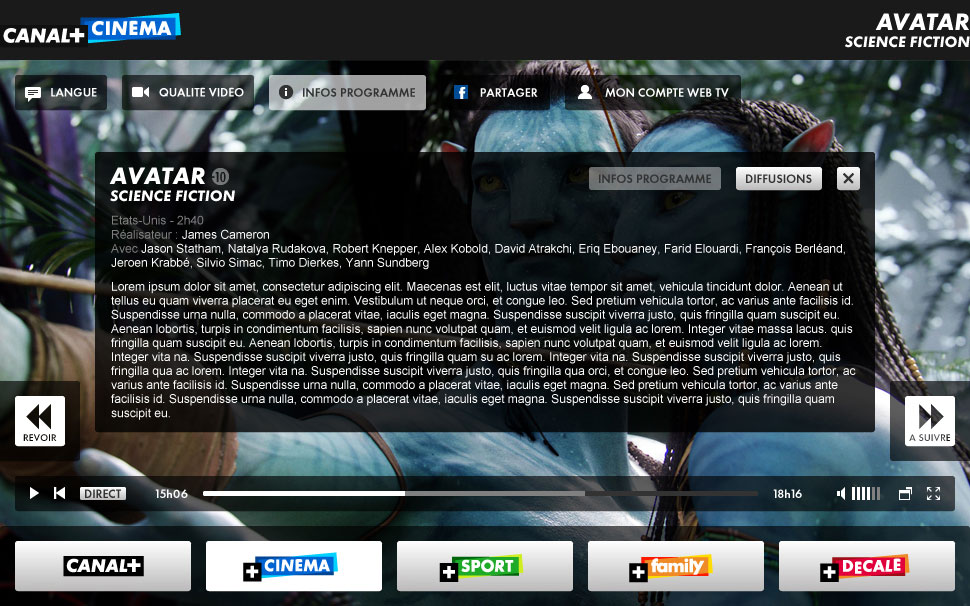 CANAL+ CINEMA
AVATAR
SCIENCE FICTION
LANGUE
QUALITE VIDEO
INFOS PROGRAMME
PARTAGER
MON COMPTE WEB TV
AVATAR -10
SCIENCE FICTION
INFOS PROGRAMME
DIFFUSIONS
Etats-Unis - 2h40
Réalisateur : James Cameron
Avec Jason Statham, Natalya Rudakova, Robert Knepper, Alex Kobold, David Atrakchi, Eriq Ebouaney, Farid Elouardi, François Berléand,
Jeroen Krabbé, Silvio Simac, Timo Dierkes, Yann Sundberg
Lorem ipsum dolor sit amet, consectetur adipiscing elit. Maecenas est elit, luctus vitae tempor sit amet, vehicula tincidunt dolor. Aenean ut
tellus eu quam viverra placerat eu eget enim. Vestibulum ut neque orci, et congue leo. Sed pretium vehicula tortor, ac varius ante facilisis id.
Suspendisse urna nulla, commodo a placerat vitae, iaculis eget magna. Suspendisse suscipit viverra justo, quis fringilla quam suscipit eu.
Aenean lobortis, turpis in condimentum facilisis, sapien nunc volutpat quam, et euismod velit ligula ac lorem. Integer vitae massa lacus. quis
fringilla quam suscipit eu. Aenean lobortis, turpis in condimentum facilisis, sapien nunc volutpat quam, et euismod velit ligula ac lorem.
Integer vita na. Suspendisse suscipit viverra justo, quis fringilla quam su ac lorem. Integer vita na. Suspendisse suscipit viverra justo, quis
fringilla qua ac lorem. Integer vita na. Suspendisse suscipit viverra justo, quis fringilla qua orci, et congue leo. Sed pretium vehicula tortor, ac
varius ante facilisis id. Suspendisse urna nulla, commodo a placerat vitae, iaculis eget magna. Sed pretium vehicula tortor, ac varius ante
facilisis id. Suspendisse urna nulla, commodo a placerat vitae, iaculis eget magna. Suspendisse suscipit viverra justo, quis fringilla quam
suscipit eu.
REVOIR
A SUIVRE
DIRECT
15h06
18h16
CANAL+
+CINEMA
+SPORT
+family
+DECALE